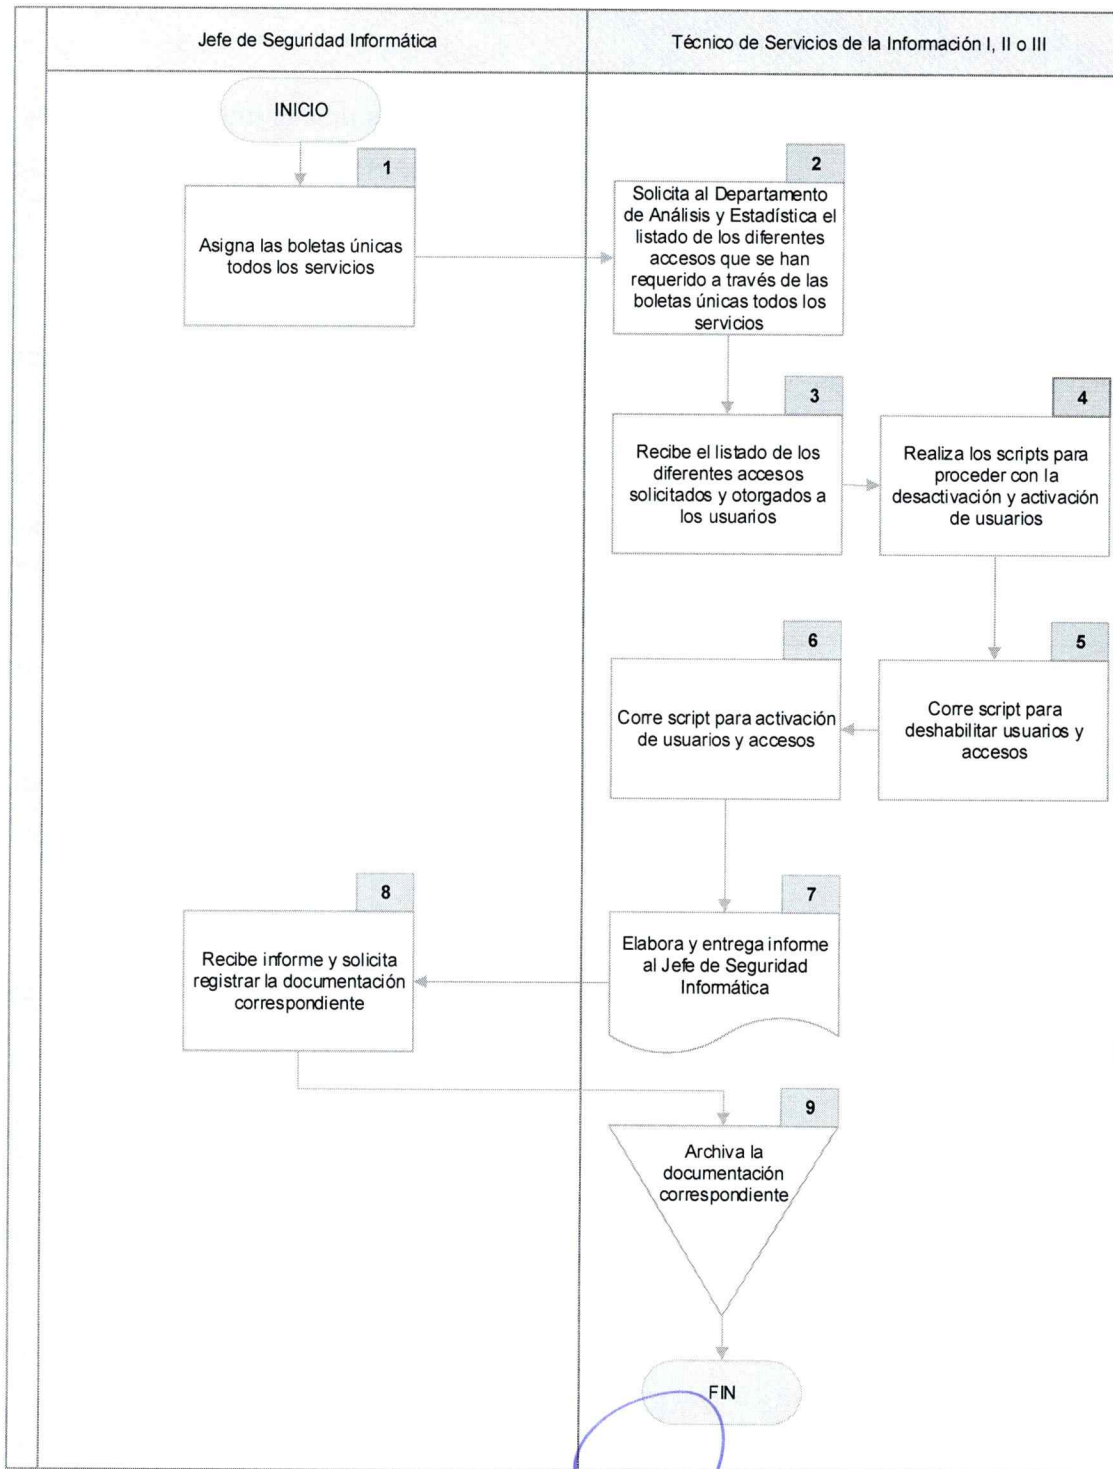 Jefe de Seguridad Informática
Técnico de Servicios de la Información I, II o III
INICIO
1
Asigna las boletas únicas
todos los servicios
2
Solicita al Departamento
de Análisis y Estadística el
listado de los diferentes
accesos que se han
requerido a través de las
boletas únicas todos los
servicios
3
Recibe el listado de los
diferentes accesos
solicitados y otorgados a
los usuarios
4
Realiza los scripts para
proceder con la
desactivación y activación
de usuarios
5
Corre script para
deshabilitar usuarios y
accesos
6
Corre script para activación
de usuarios y accesos
7
Elabora y entrega informe
al Jefe de Seguridad
Informática
8
Recibe informe y solicita
registrar la documentación
correspondiente
9
Archiva la
documentación
correspondiente
FIN